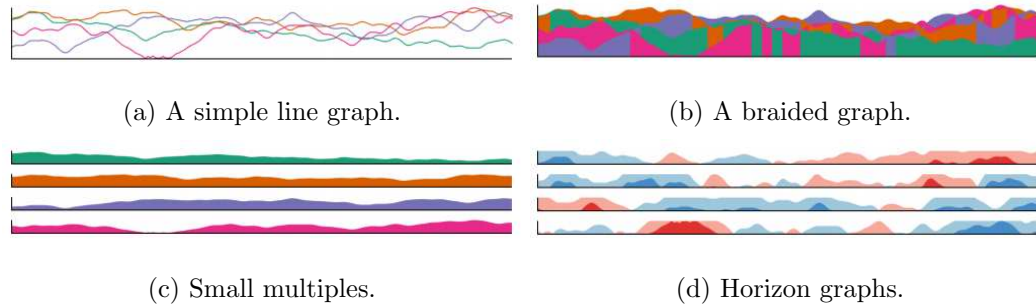 (a) A simple line graph.
(b) A braided graph.
(c) Small multiples.
(d) Horizon graphs.